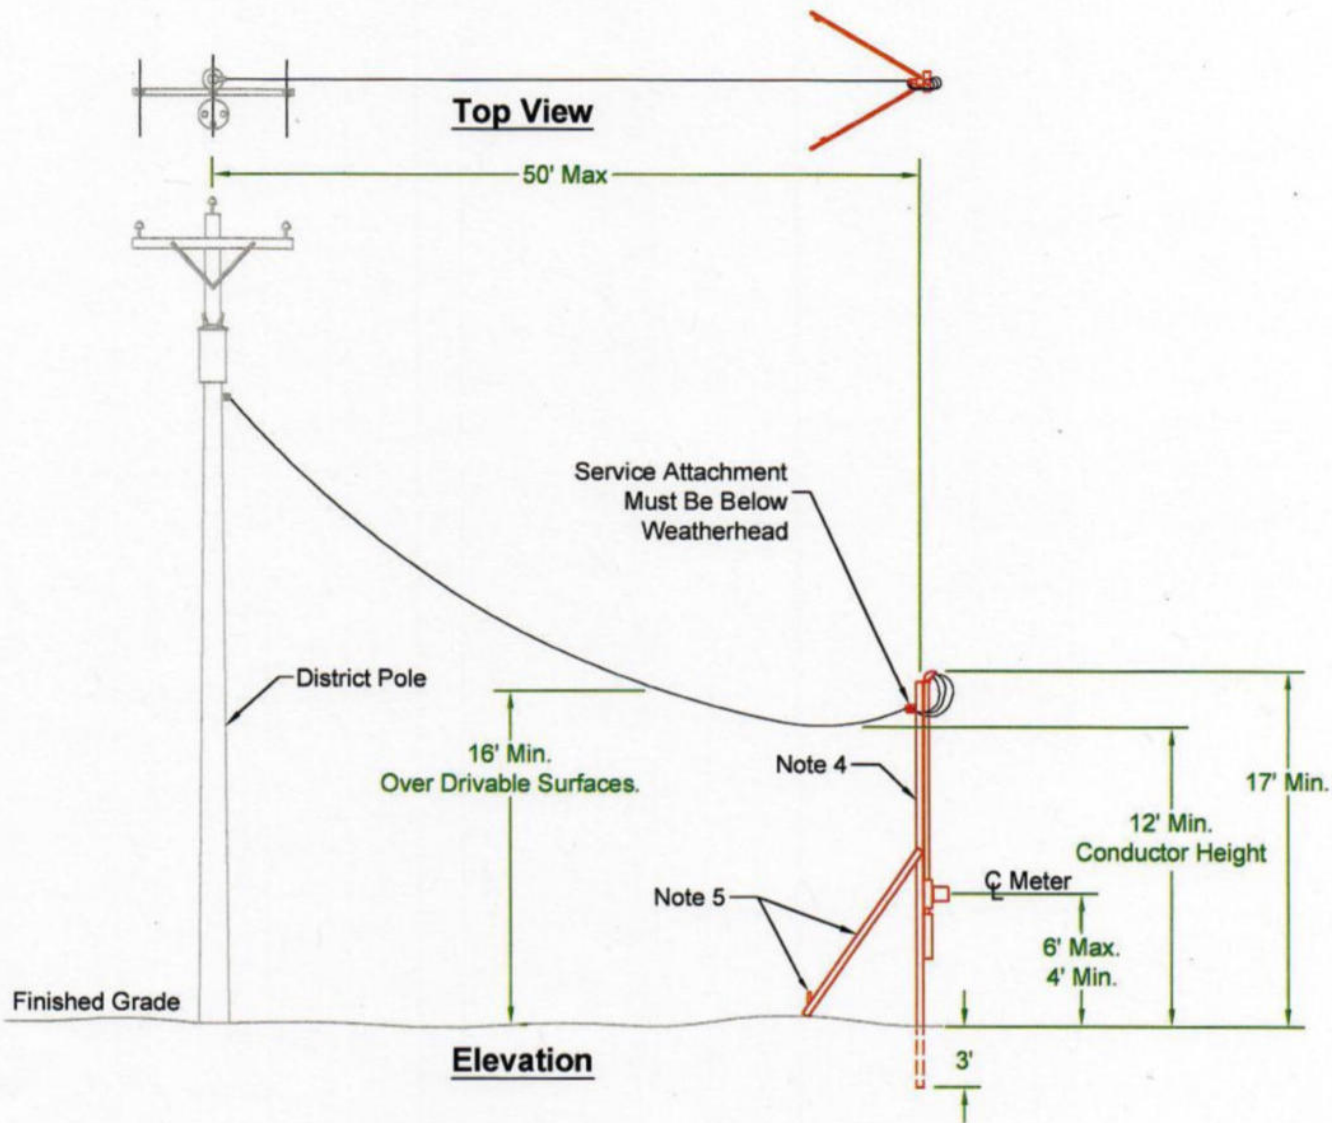 Top View
50' Max
Service Attachment
Must Be Below
Weatherhead
District Pole
16' Min.
Over Drivable Surfaces.
Note 4
17' Min.
12' Min.
Conductor Height
℄ Meter
Note 5
6' Max.
4' Min.
Finished Grade
Elevation
3'